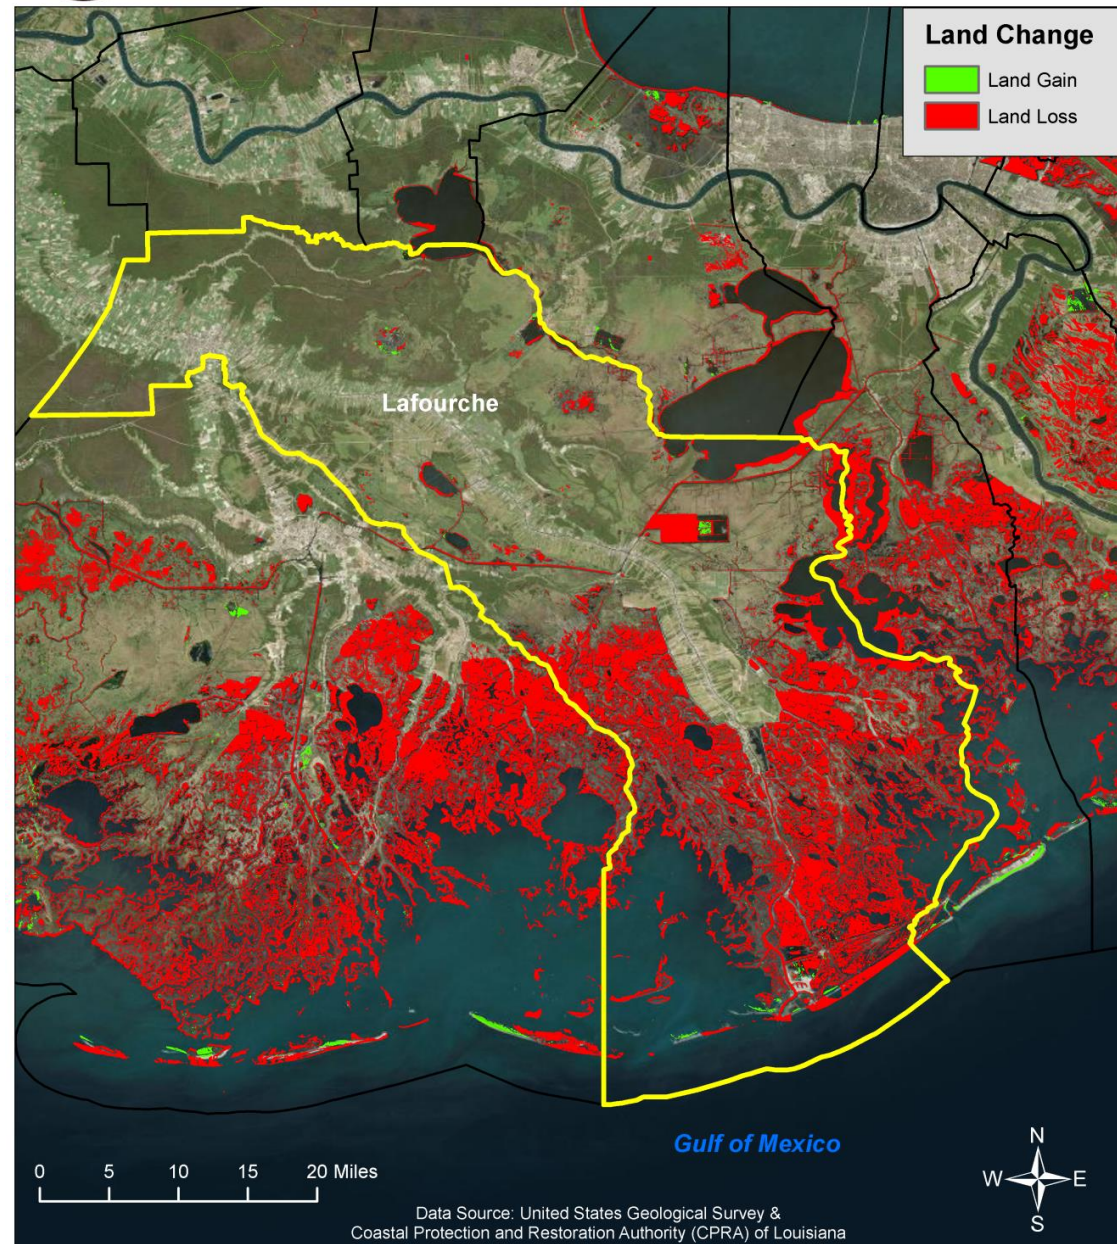 Land Change
Land Gain
Land Loss
Lafourche
Gulf of Mexico
0 5 10 15 20 Miles
N
W E
S
Data Source: United States Geological Survey &
Coastal Protection and Restoration Authority (CPRA) of Louisiana